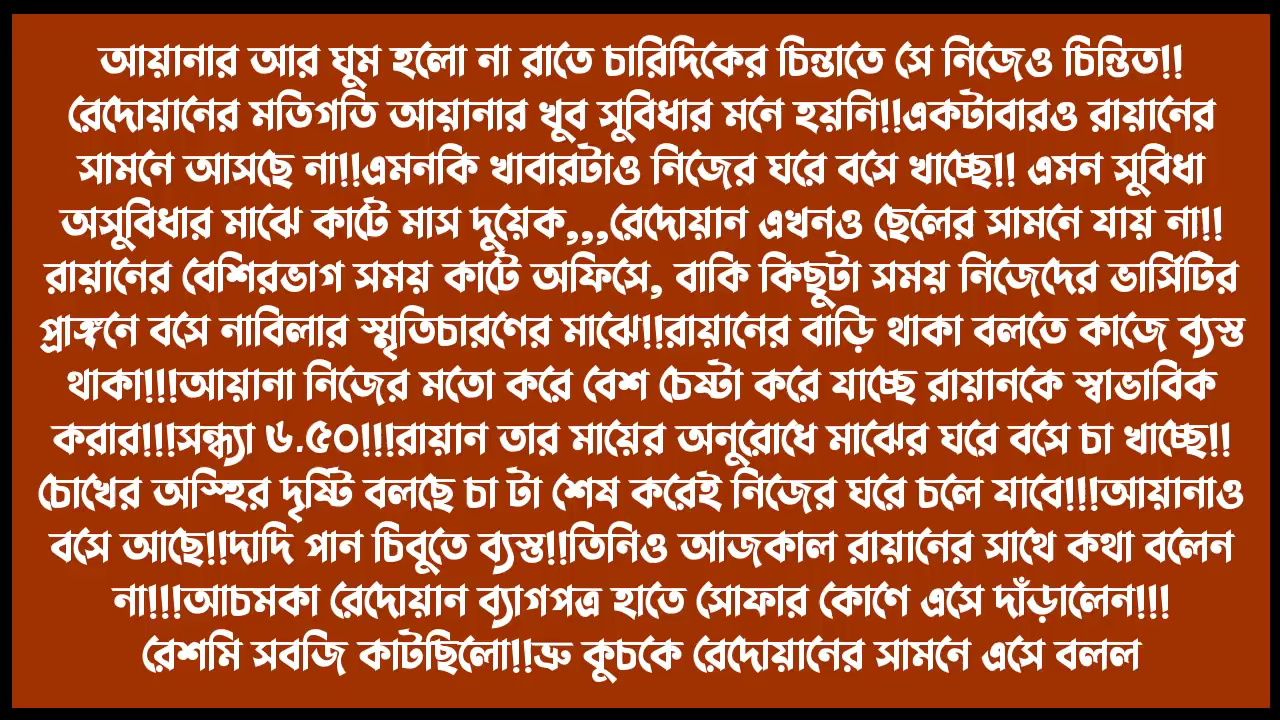 আয়ানার আর ঘুম হলো না রাতে চারিদিকের চিন্তাতে সে নিজেও চিন্তিত!!
রেদোয়ানের মতিগতি আয়ানার খুব সুবিধার মনে হয়নি!!একটাবারও রায়ানের
সামনে আসছে না!!এমনকি খাবারটাও নিজের ঘরে বসে খাচ্ছে!! এমন সুবিধা
অসুবিধার মাঝে কাটে মাস দুয়েক,,,রেদোয়ান এখনও ছেলের সামনে যায় না!!
রায়ানের বেশিরভাগ সময় কাটে অফিসে, বাকি কিছুটা সময় নিজেদের ভার্সিটির
প্রাঙ্গনে বসে নাবিলার স্মৃতিচারণের মাঝে!!রায়ানের বাড়ি থাকা বলতে কাজে ব্যস্ত
থাকা!!!আয়ানা নিজের মতো করে বেশ চেষ্টা করে যাচ্ছে রায়ানকে স্বাভাবিক
করার!!!সন্ধ্যা ৬.৫০!!!রায়ান তার মায়ের অনুরোধে মাঝের ঘরে বসে চা খাচ্ছে!!
চোখের অস্হির দৃষ্টি বলছে চা টা শেষ করেই নিজের ঘরে চলে যাবে!!!আয়ানাও
বসে আছে!!দাদি পান চিবুতে ব্যস্ত!!তিনিও আজকাল রায়ানের সাথে কথা বলেন
না!!!আচমকা রেদোয়ান ব্যাগপত্র হাতে সোফার কোণে এসে দাঁড়ালেন!!!
রেশমি সবজি কাটছিলো!!ভ্রু কুচকে রেদোয়ানের সামনে এসে বলল